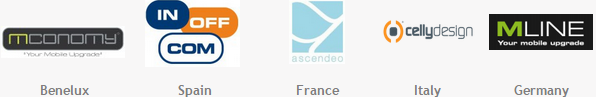 mconomy
"Your Mobile Upgrade"
Benelux
IN
OFF
COM
Spain
ascendeo
France
cellydesign
Italy
MLINE
Your mobile upgrade
Germany